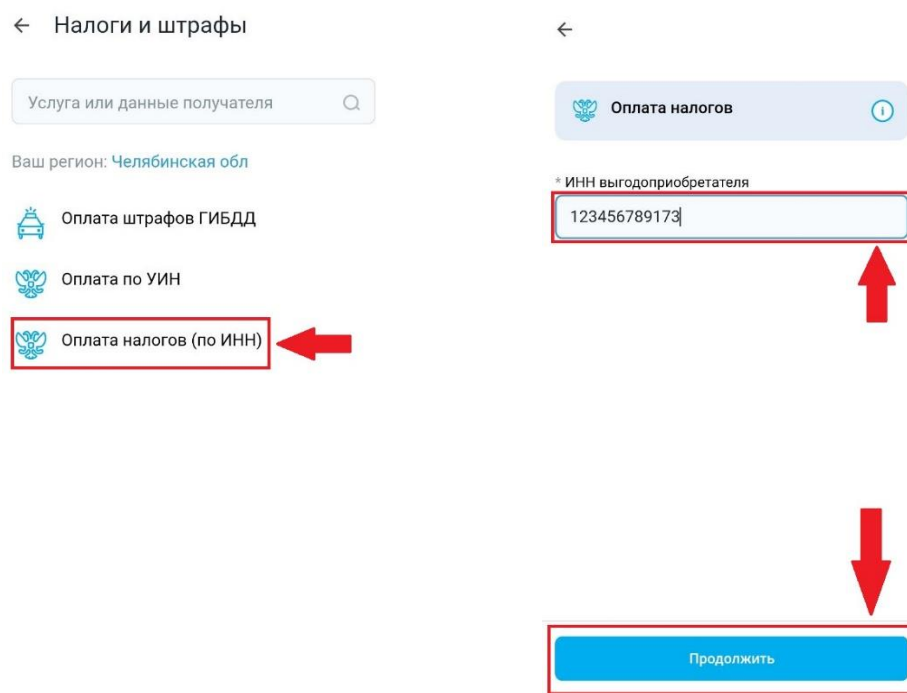 Налоги и штрафы
Услуга или данные получателя
Ваш регион: Челябинская обл
Оплата штрафов ГИБДД
Оплата по УИН
Оплата налогов (по ИНН)
Оплата налогов
* ИНН выгодоприобретателя
123456789173
Продолжить